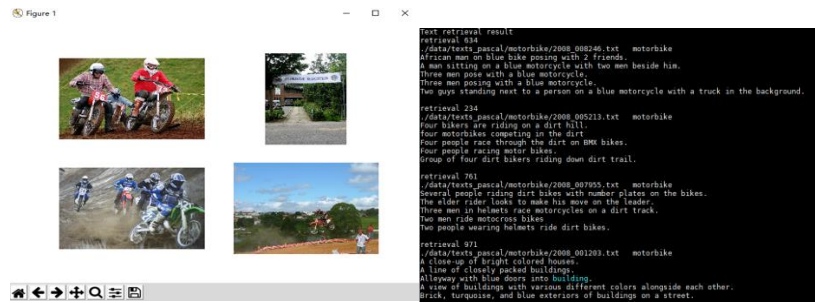 Figure 1
Text retrieval result
retrieval 634
./data/texts_pascal/motorbike/2008_008246.txt   motorbike
African man on blue bike posing with 2 friends.
A man sitting on a blue motorcycle with two men beside him.
Three men pose with a blue motorcycle.
Three men posing with a blue motorcycle.
Two guys standing next to a person on a blue motorcycle with a truck in the background.
retrieval 234
./data/texts_pascal/motorbike/2008_005213.txt   motorbike
Four bikers are riding on a dirt hill.
four motorbikes competing in the dirt
Four people race through the dirt on BMX bikes.
Four people racing motor bikes.
Group of four dirt bikers riding down dirt trail.
retrieval 761
./data/texts_pascal/motorbike/2008_007955.txt   motorbike
Several people riding dirt bikes with number plates on the bikes.
The elder rider looks to make his move on the leader.
Three men in helmets race motorcycles on a dirt track.
Two men ride motocross bikes
Two people wearing helmets ride dirt bikes.
retrieval 971
./data/texts_pascal/motorbike/2008_001203.txt   motorbike
A close-up of bright colored houses.
A line of closely packed buildings.
Alleyway with blue doors into building.
A view of buildings with various different colors alongside each other.
Brick, turquoise, and blue exteriors of buildings on a street.